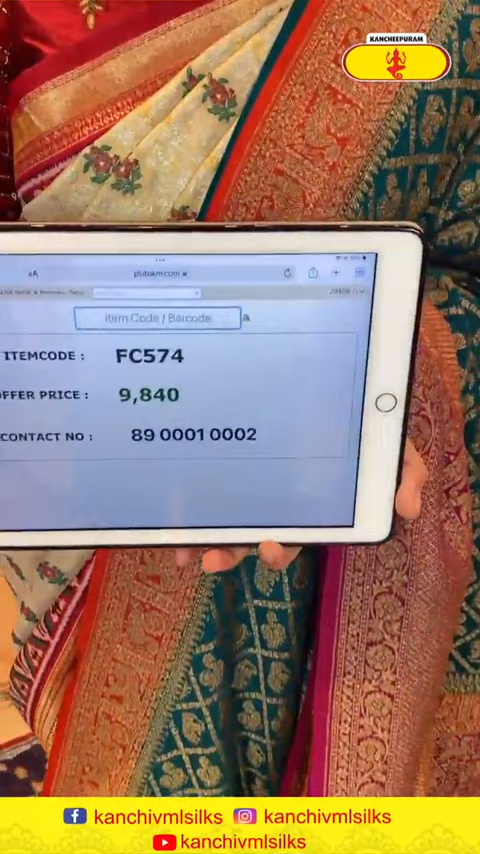 KANCHEEPURAM
AA
plutokm.com
Item Code / Barcode
ITEMCODE : FC574
OFFER PRICE : 9,840
CONTACT NO : 89 0001 0002
kanchivmlsilks kanchivmlsilks
kanchivmlsilks